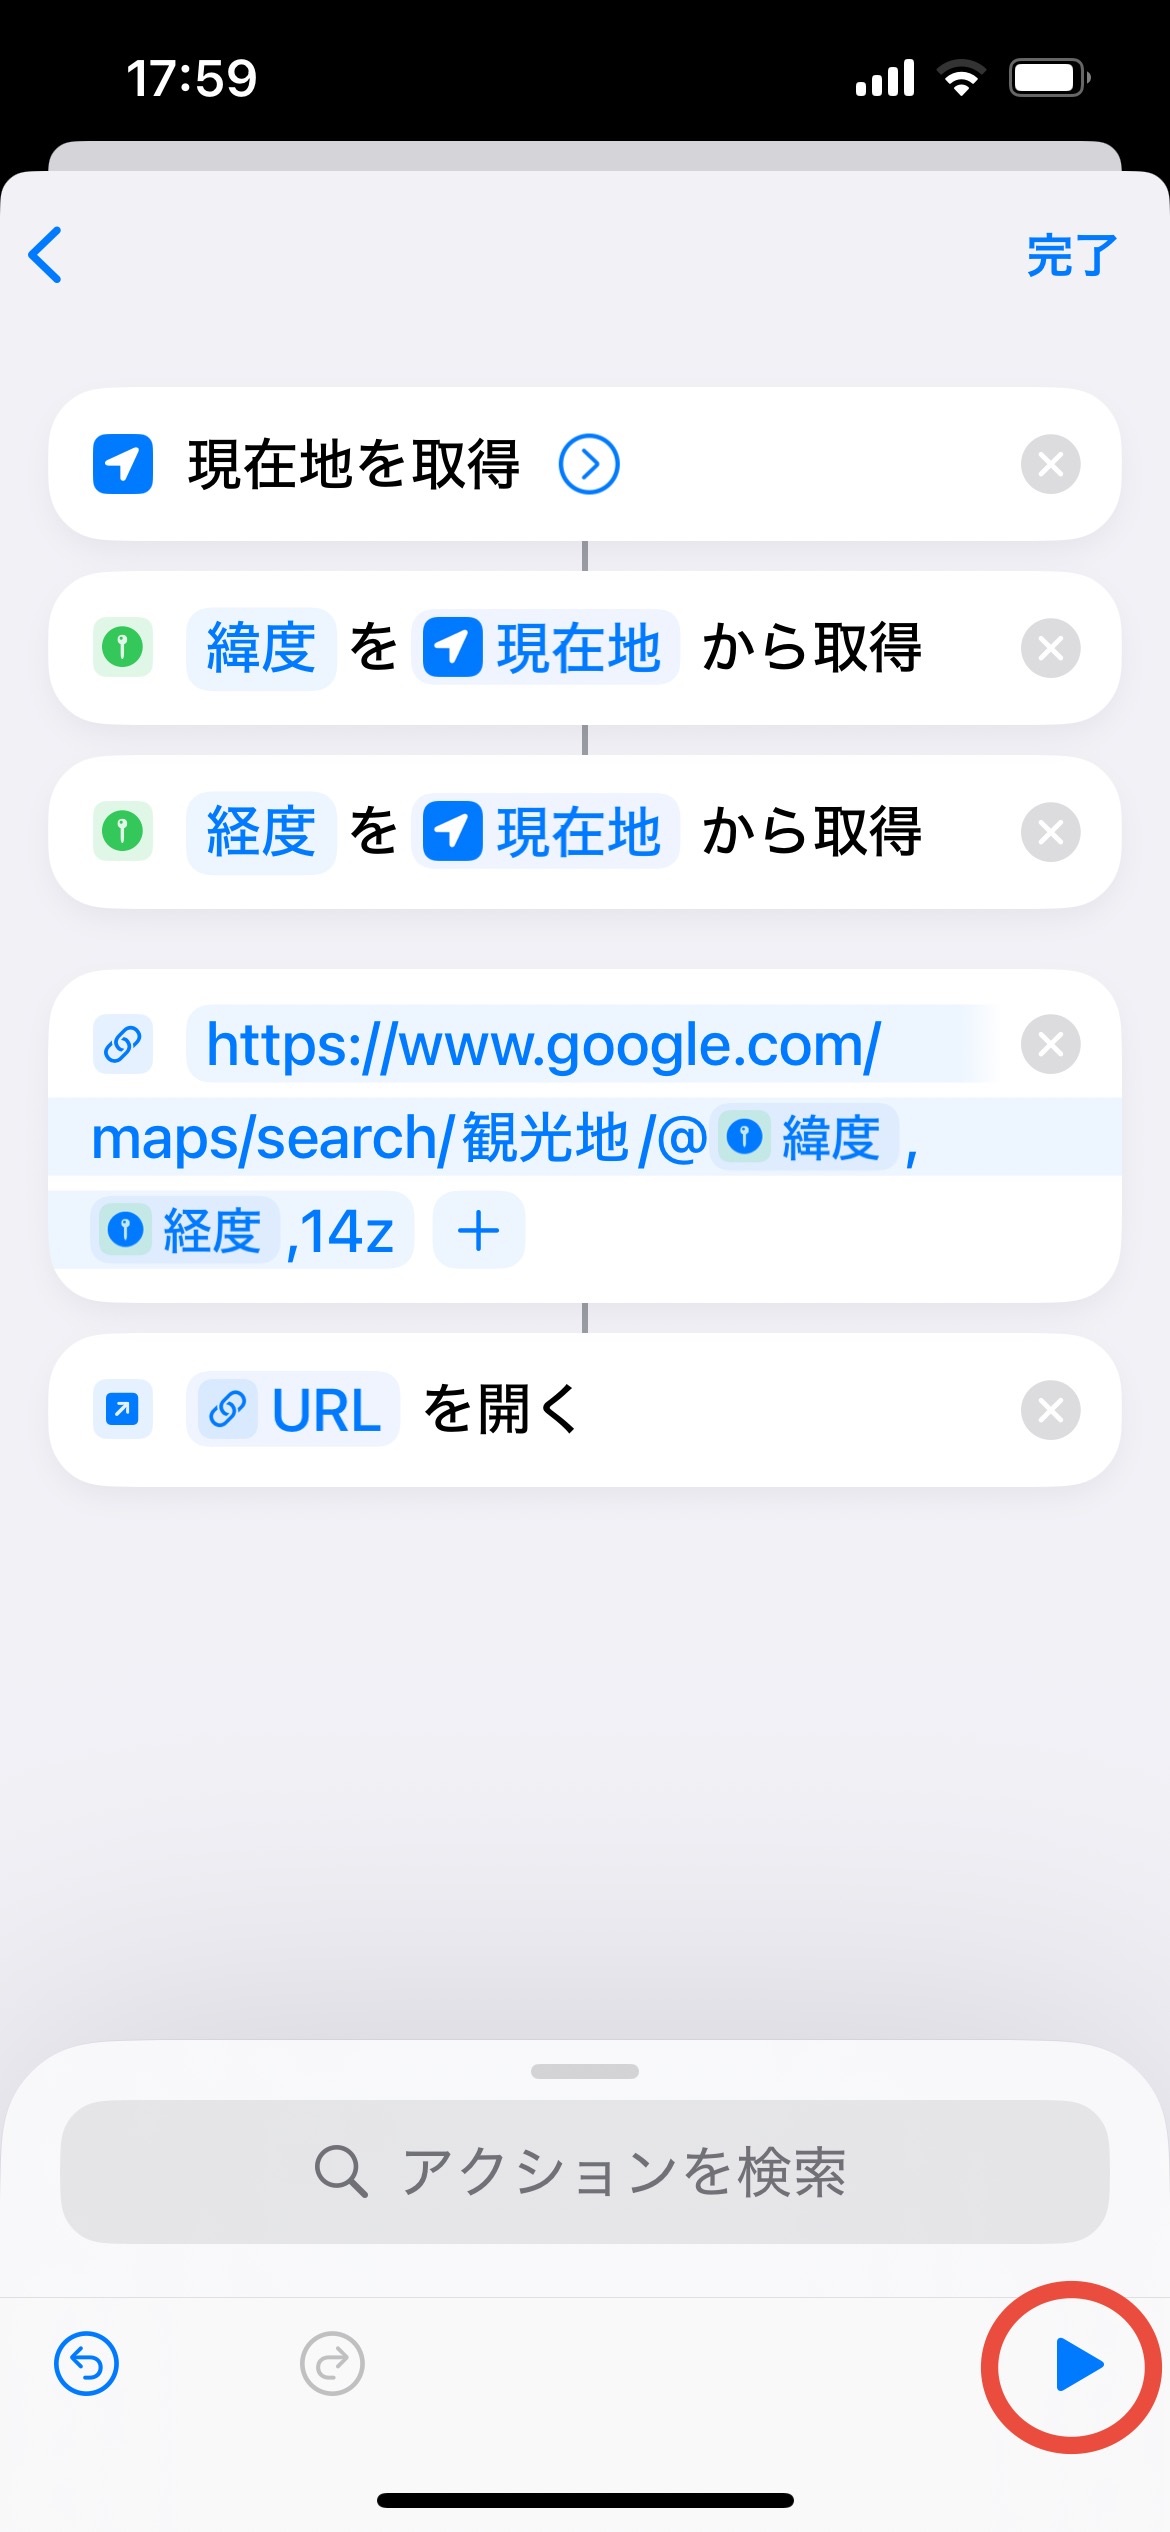 17:59
完了
現在地を取得
緯度 を 現在地 から取得
経度 を 現在地 から取得
https://www.google.com/
maps/search/観光地/@ 緯度 ,
経度 ,14z
URL を開く
アクションを検索